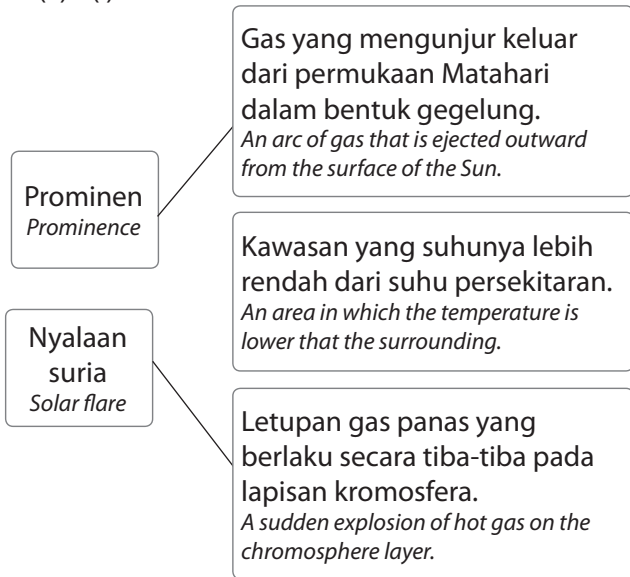 Gas yang mengunjur keluar
dari permukaan Matahari
dalam bentuk gegelung.
An arc of gas that is ejected outward
from the surface of the Sun.
Prominen
Prominence
Kawasan yang suhunya lebih
rendah dari suhu persekitaran.
An area in which the temperature is
lower that the surrounding.
Nyalaan
suria
Solar flare
Letupan gas panas yang
berlaku secara tiba-tiba pada
lapisan kromosfera.
A sudden explosion of hot gas on the
chromosphere layer.